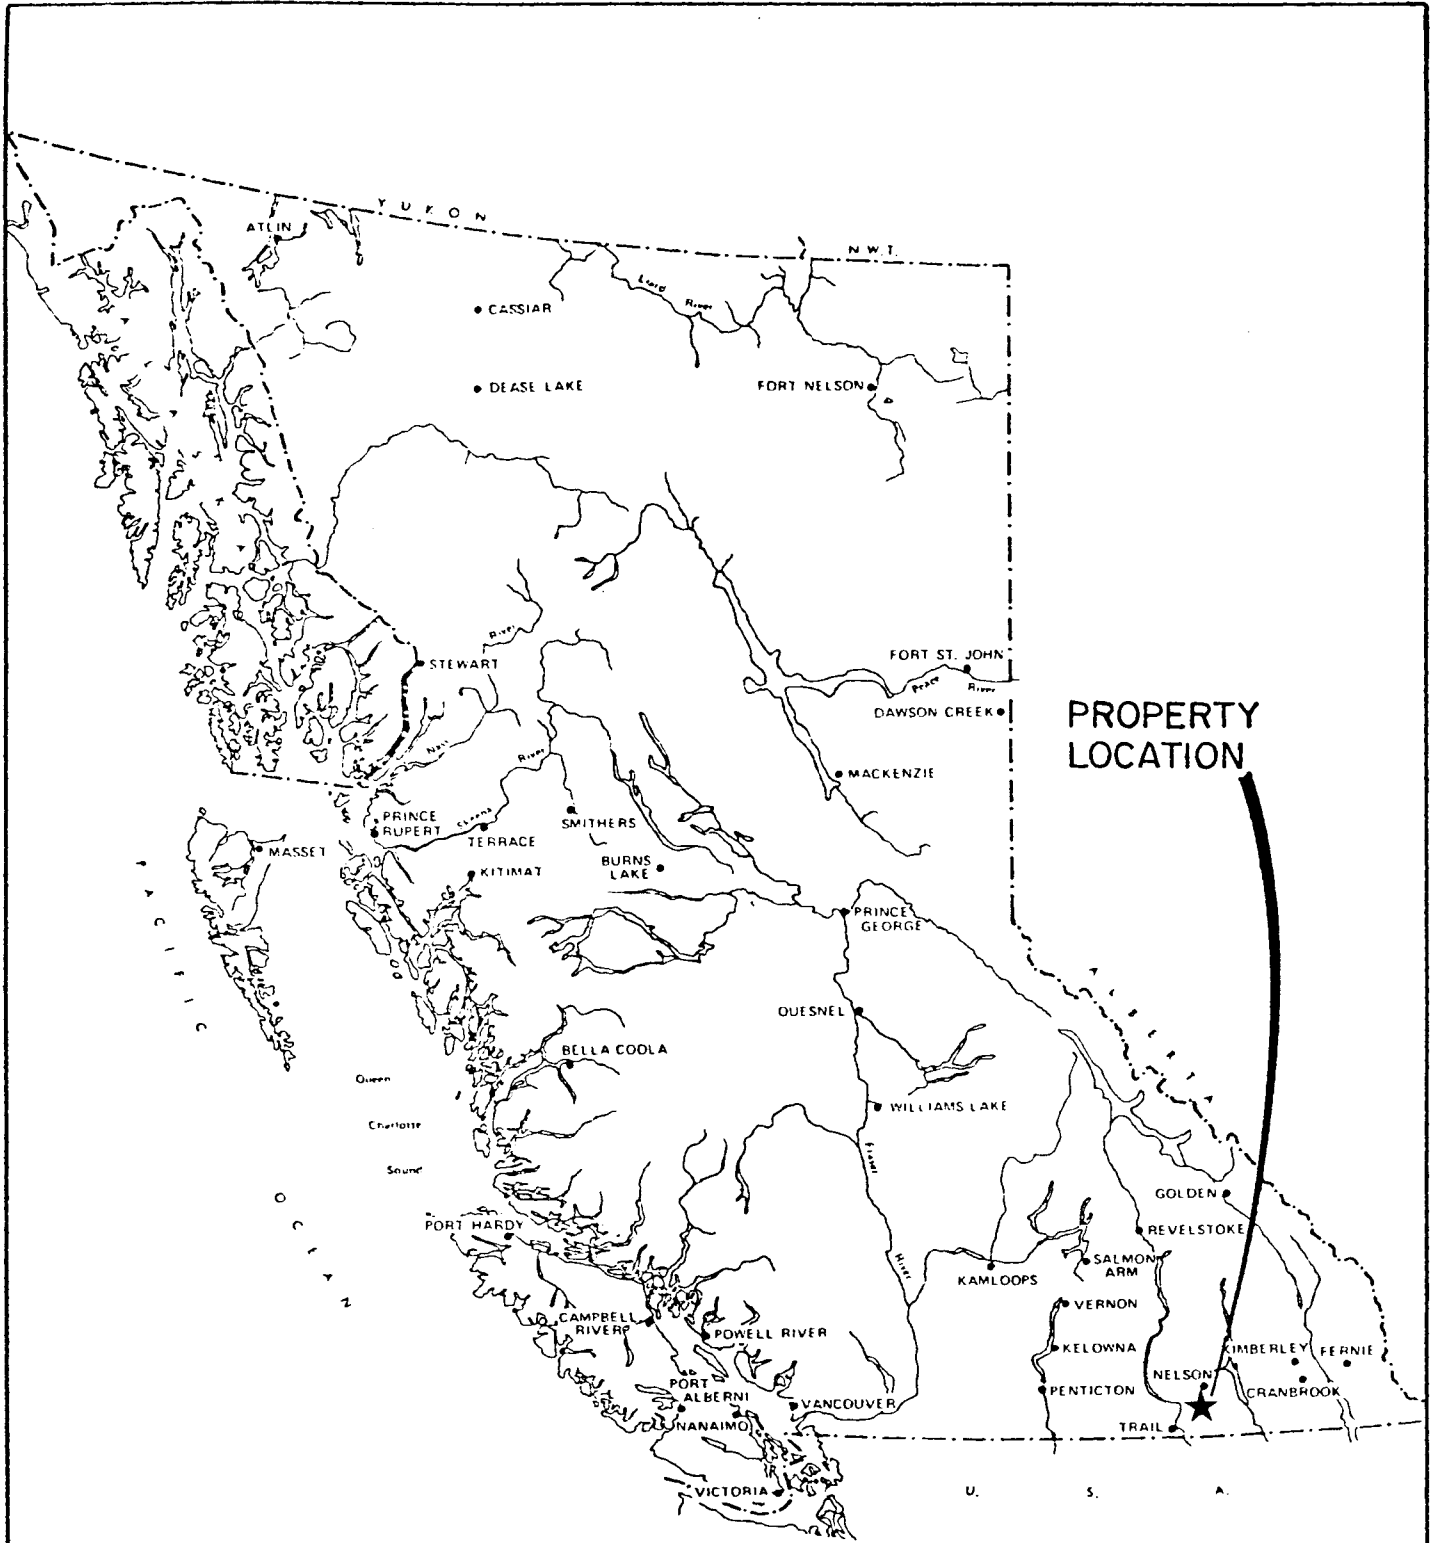 YUKON
ATLIN
N.W.T.
Liard River
CASSIAR
DEASE LAKE
FORT NELSON
River
STEWART
FORT ST. JOHN
Peace River
DAWSON CREEK
PROPERTY
LOCATION
Nass
River
MACKENZIE
PRINCE
RUPERT
Skeena
TERRACE
SMITHERS
MASSET
KITIMAT
BURNS
LAKE
PACIFIC
PRINCE
GEORGE
ALBERTA
QUESNEL
BELLA COOLA
Queen
Charlotte
Sound
WILLIAMS LAKE
Fraser
OCEAN
GOLDEN
PORT HARDY
REVELSTOKE
River
SALMON
ARM
KAMLOOPS
VERNON
CAMPBELL
RIVER
POWELL RIVER
KELOWNA
KIMBERLEY
FERNIE
NELSON
PORT
ALBERNI
PENTICTON
CRANBROOK
VANCOUVER
NANAIMO
TRAIL
VICTORIA
U. S. A.